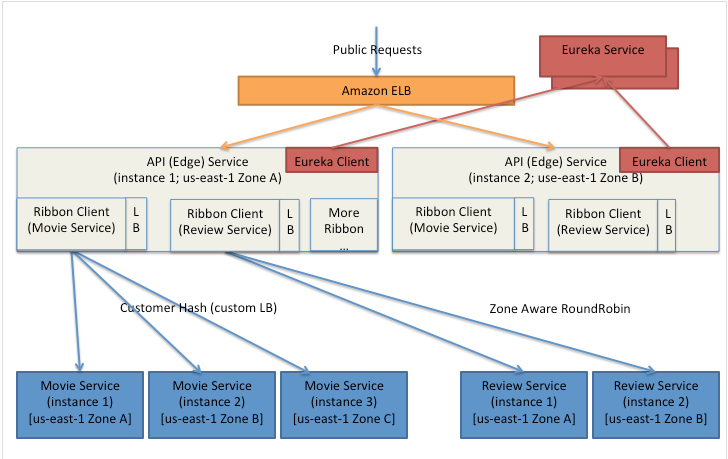 Public Requests
Eureka Service
Amazon ELB
API (Edge) Service
(instance 1; us-east-1 Zone A)
Eureka Client
API (Edge) Service
(instance 2; use-east-1 Zone B)
Eureka Client
Ribbon Client
(Movie Service)
L
B
Ribbon Client
(Review Service)
L
B
More
Ribbon
...
Ribbon Client
(Movie Service)
L
B
Ribbon Client
(Review Service)
L
B
Customer Hash (custom LB)
Zone Aware RoundRobin
Movie Service
(instance 1)
[us-east-1 Zone A]
Movie Service
(instance 2)
[us-east-1 Zone B]
Movie Service
(instance 3)
[us-east-1 Zone C]
Review Service
(instance 1)
[us-east-1 Zone A]
Review Service
(instance 2)
[us-east-1 Zone B]